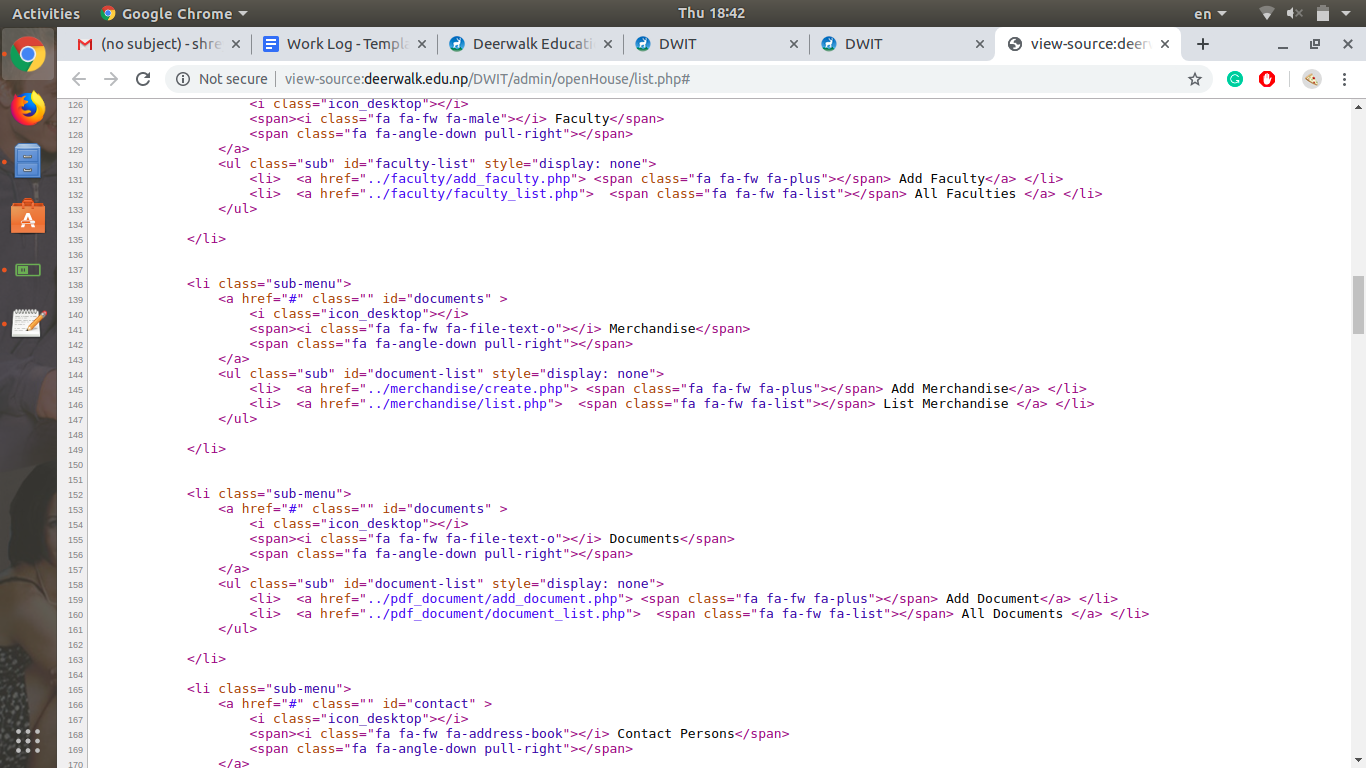 Activities
Google Chrome
Thu 18:42
en
(no subject) - shre
Work Log - Templa
Deerwalk Educati
DWIT
DWIT
view-source:deer
Not secure
view-source:deerwalk.edu.np/DWIT/admin/openHouse/list.php#
126 <i class="icon_desktop"></i>
127 <span><i class="fa fa-fw fa-male"></i> Faculty</span>
128 <span class="fa fa-angle-down pull-right"></span>
129 </a>
130 <ul class="sub" id="faculty-list" style="display: none">
131 <li>  <a href="../faculty/add_faculty.php"> <span class="fa fa-fw fa-plus"></span> Add Faculty</a> </li>
132 <li>  <a href="../faculty/faculty_list.php">  <span class="fa fa-fw fa-list"></span> All Faculties </a> </li>
133 </ul>
134
135 </li>
136
137
138 <li class="sub-menu">
139 <a href="#" class="" id="documents" >
140 <i class="icon_desktop"></i>
141 <span><i class="fa fa-fw fa-file-text-o"></i> Merchandise</span>
142 <span class="fa fa-angle-down pull-right"></span>
143 </a>
144 <ul class="sub" id="document-list" style="display: none">
145 <li>  <a href="../merchandise/create.php"> <span class="fa fa-fw fa-plus"></span> Add Merchandise</a> </li>
146 <li>  <a href="../merchandise/list.php">  <span class="fa fa-fw fa-list"></span> List Merchandise </a> </li>
147 </ul>
148
149 </li>
150
151
152 <li class="sub-menu">
153 <a href="#" class="" id="documents" >
154 <i class="icon_desktop"></i>
155 <span><i class="fa fa-fw fa-file-text-o"></i> Documents</span>
156 <span class="fa fa-angle-down pull-right"></span>
157 </a>
158 <ul class="sub" id="document-list" style="display: none">
159 <li>  <a href="../pdf_document/add_document.php"> <span class="fa fa-fw fa-plus"></span> Add Document</a> </li>
160 <li>  <a href="../pdf_document/document_list.php">  <span class="fa fa-fw fa-list"></span> All Documents </a> </li>
161 </ul>
162
163 </li>
164
165 <li class="sub-menu">
166 <a href="#" class="" id="contact" >
167 <i class="icon_desktop"></i>
168 <span><i class="fa fa-fw fa-address-book"></i> Contact Persons</span>
169 <span class="fa fa-angle-down pull-right"></span>
170 </a>